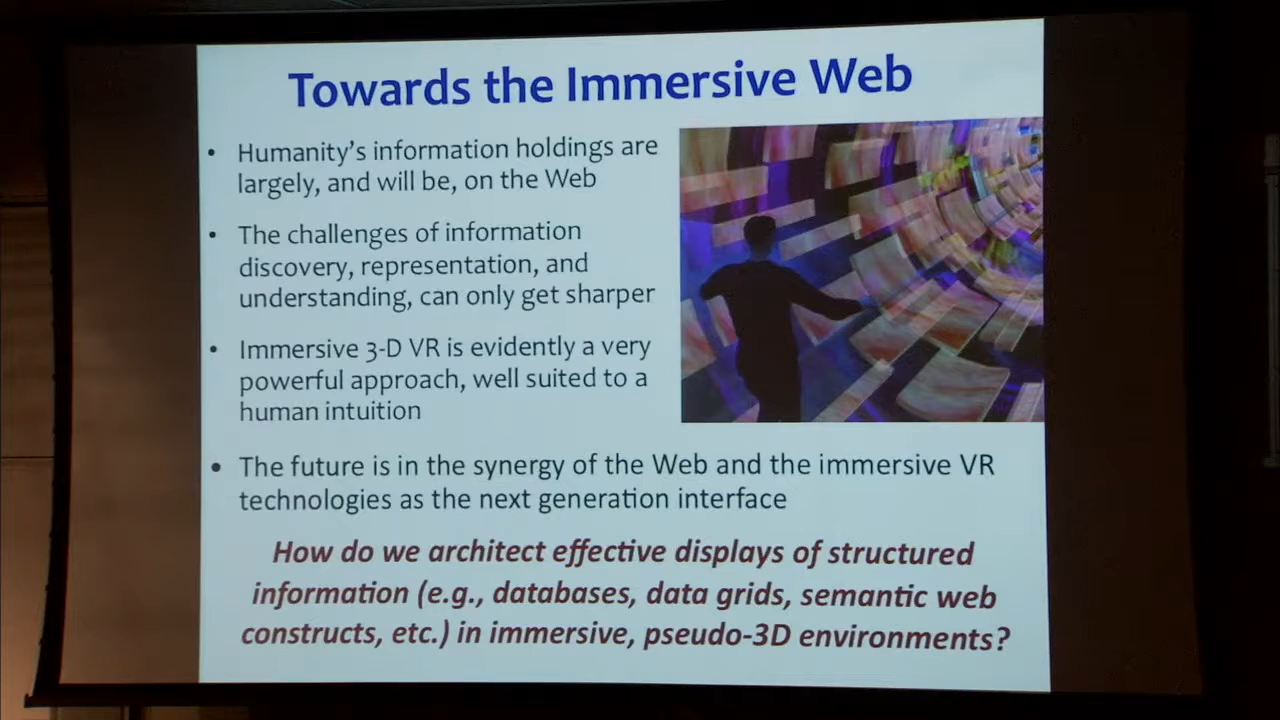 Towards the Immersive Web
• Humanity's information holdings are
largely, and will be, on the Web
• The challenges of information
discovery, representation, and
understanding, can only get sharper
• Immersive 3-D VR is evidently a very
powerful approach, well suited to a
human intuition
• The future is in the synergy of the Web and the immersive VR
technologies as the next generation interface
How do we architect effective displays of structured
information (e.g., databases, data grids, semantic web
constructs, etc.) in immersive, pseudo-3D environments?